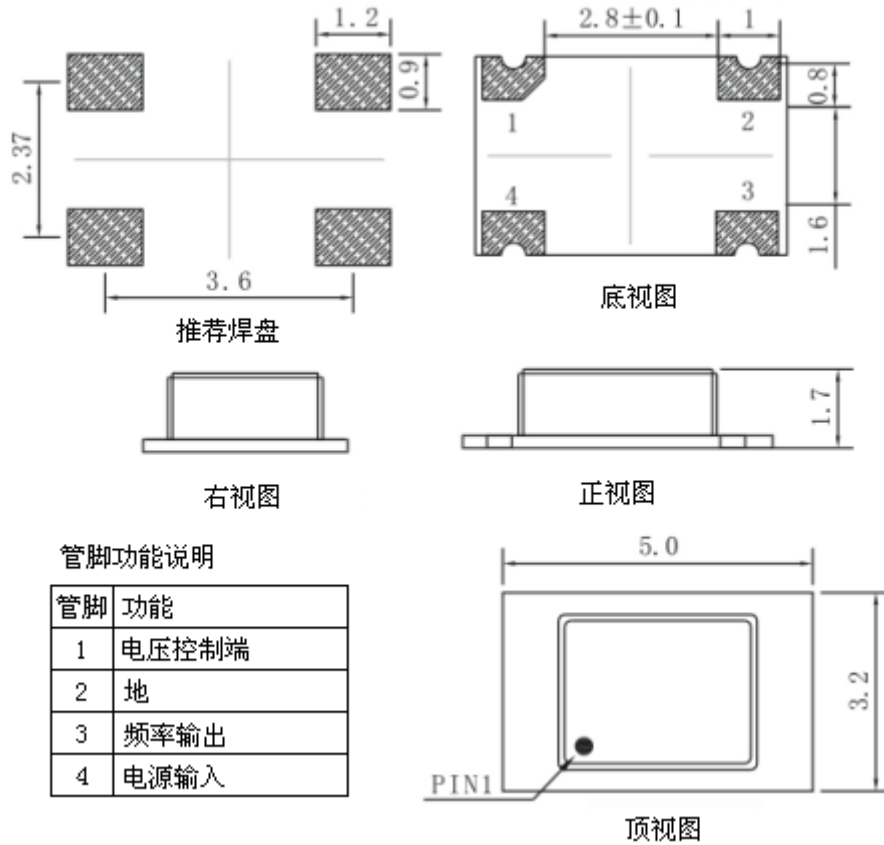 1.2
0.9
2.37
3.6
推荐焊盘
2.8±0.1
1
0.8
1
2
4
3
1.6
底视图
右视图
1.7
正视图
管脚功能说明
管脚 功能
1 电压控制端
2 地
3 频率输出
4 电源输入
5.0
3.2
PIN1
顶视图